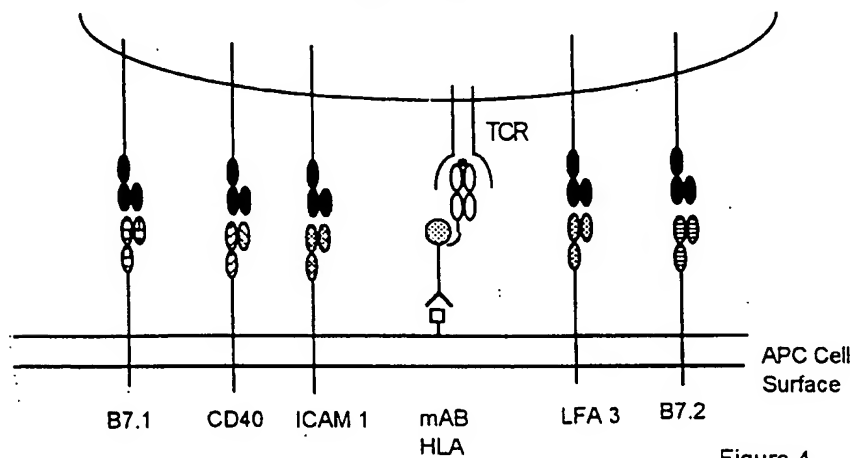 TCR
APC Cell
Surface
B7.1
CD40
ICAM 1
mAB
HLA
LFA 3
B7.2
Figure 4